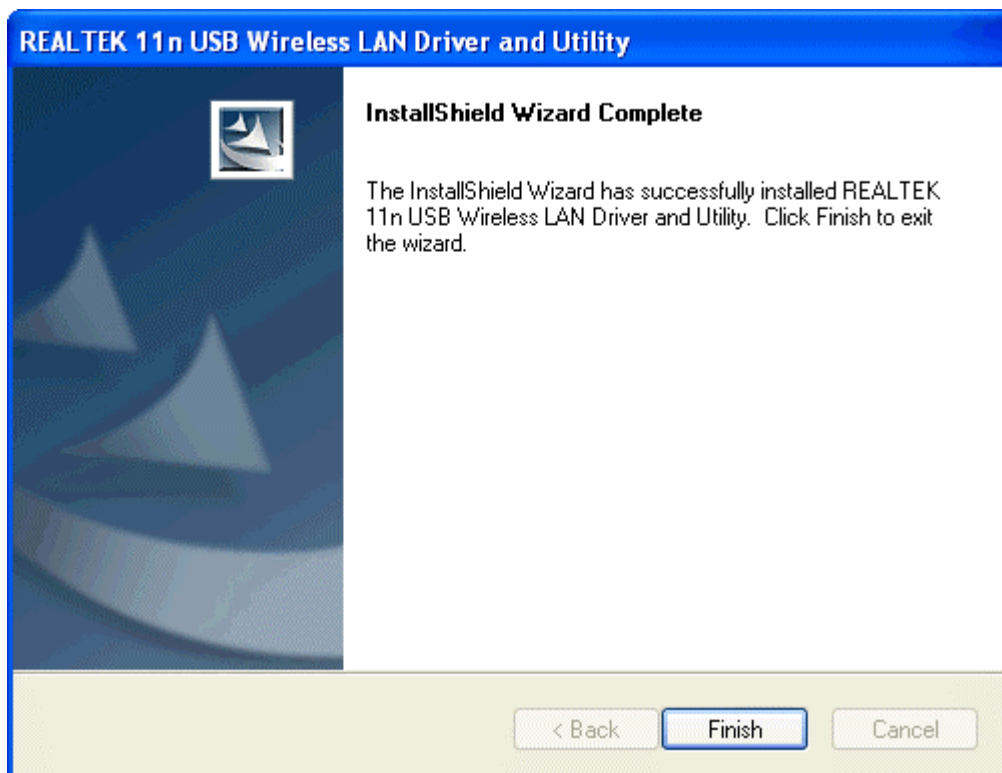 REALTEK 11n USB Wireless LAN Driver and Utility
InstallShield Wizard Complete
The InstallShield Wizard has successfully installed REALTEK
11n USB Wireless LAN Driver and Utility.  Click Finish to exit
the wizard.
< Back
Finish
Cancel